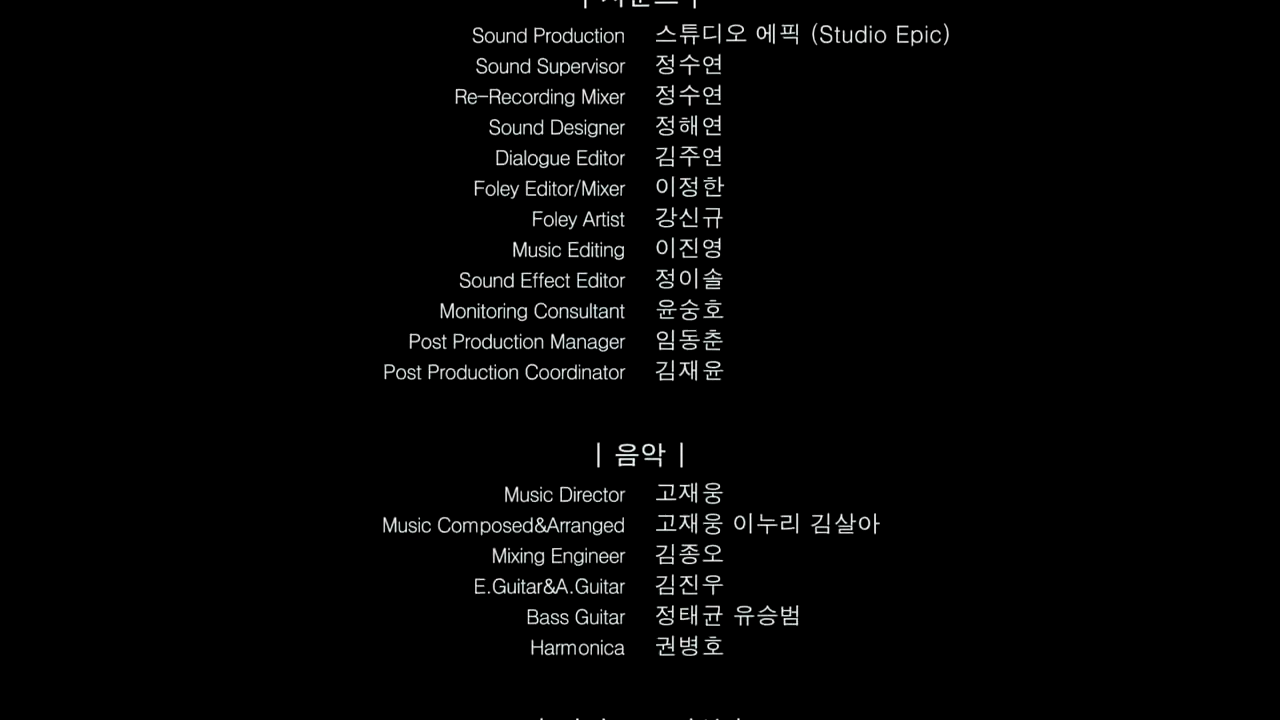 Sound Production 스튜디오 에픽 (Studio Epic)
Sound Supervisor 정수연
Re-Recording Mixer 정수연
Sound Designer 정해연
Dialogue Editor 김주연
Foley Editor/Mixer 이정한
Foley Artist 강신규
Music Editing 이진영
Sound Effect Editor 정이솔
Monitoring Consultant 윤숭호
Post Production Manager 임동춘
Post Production Coordinator 김재윤
| 음악 |
Music Director 고재웅
Music Composed&Arranged 고재웅 이누리 김살아
Mixing Engineer 김종오
E.Guitar&A.Guitar 김진우
Bass Guitar 정태균 유승범
Harmonica 권병호